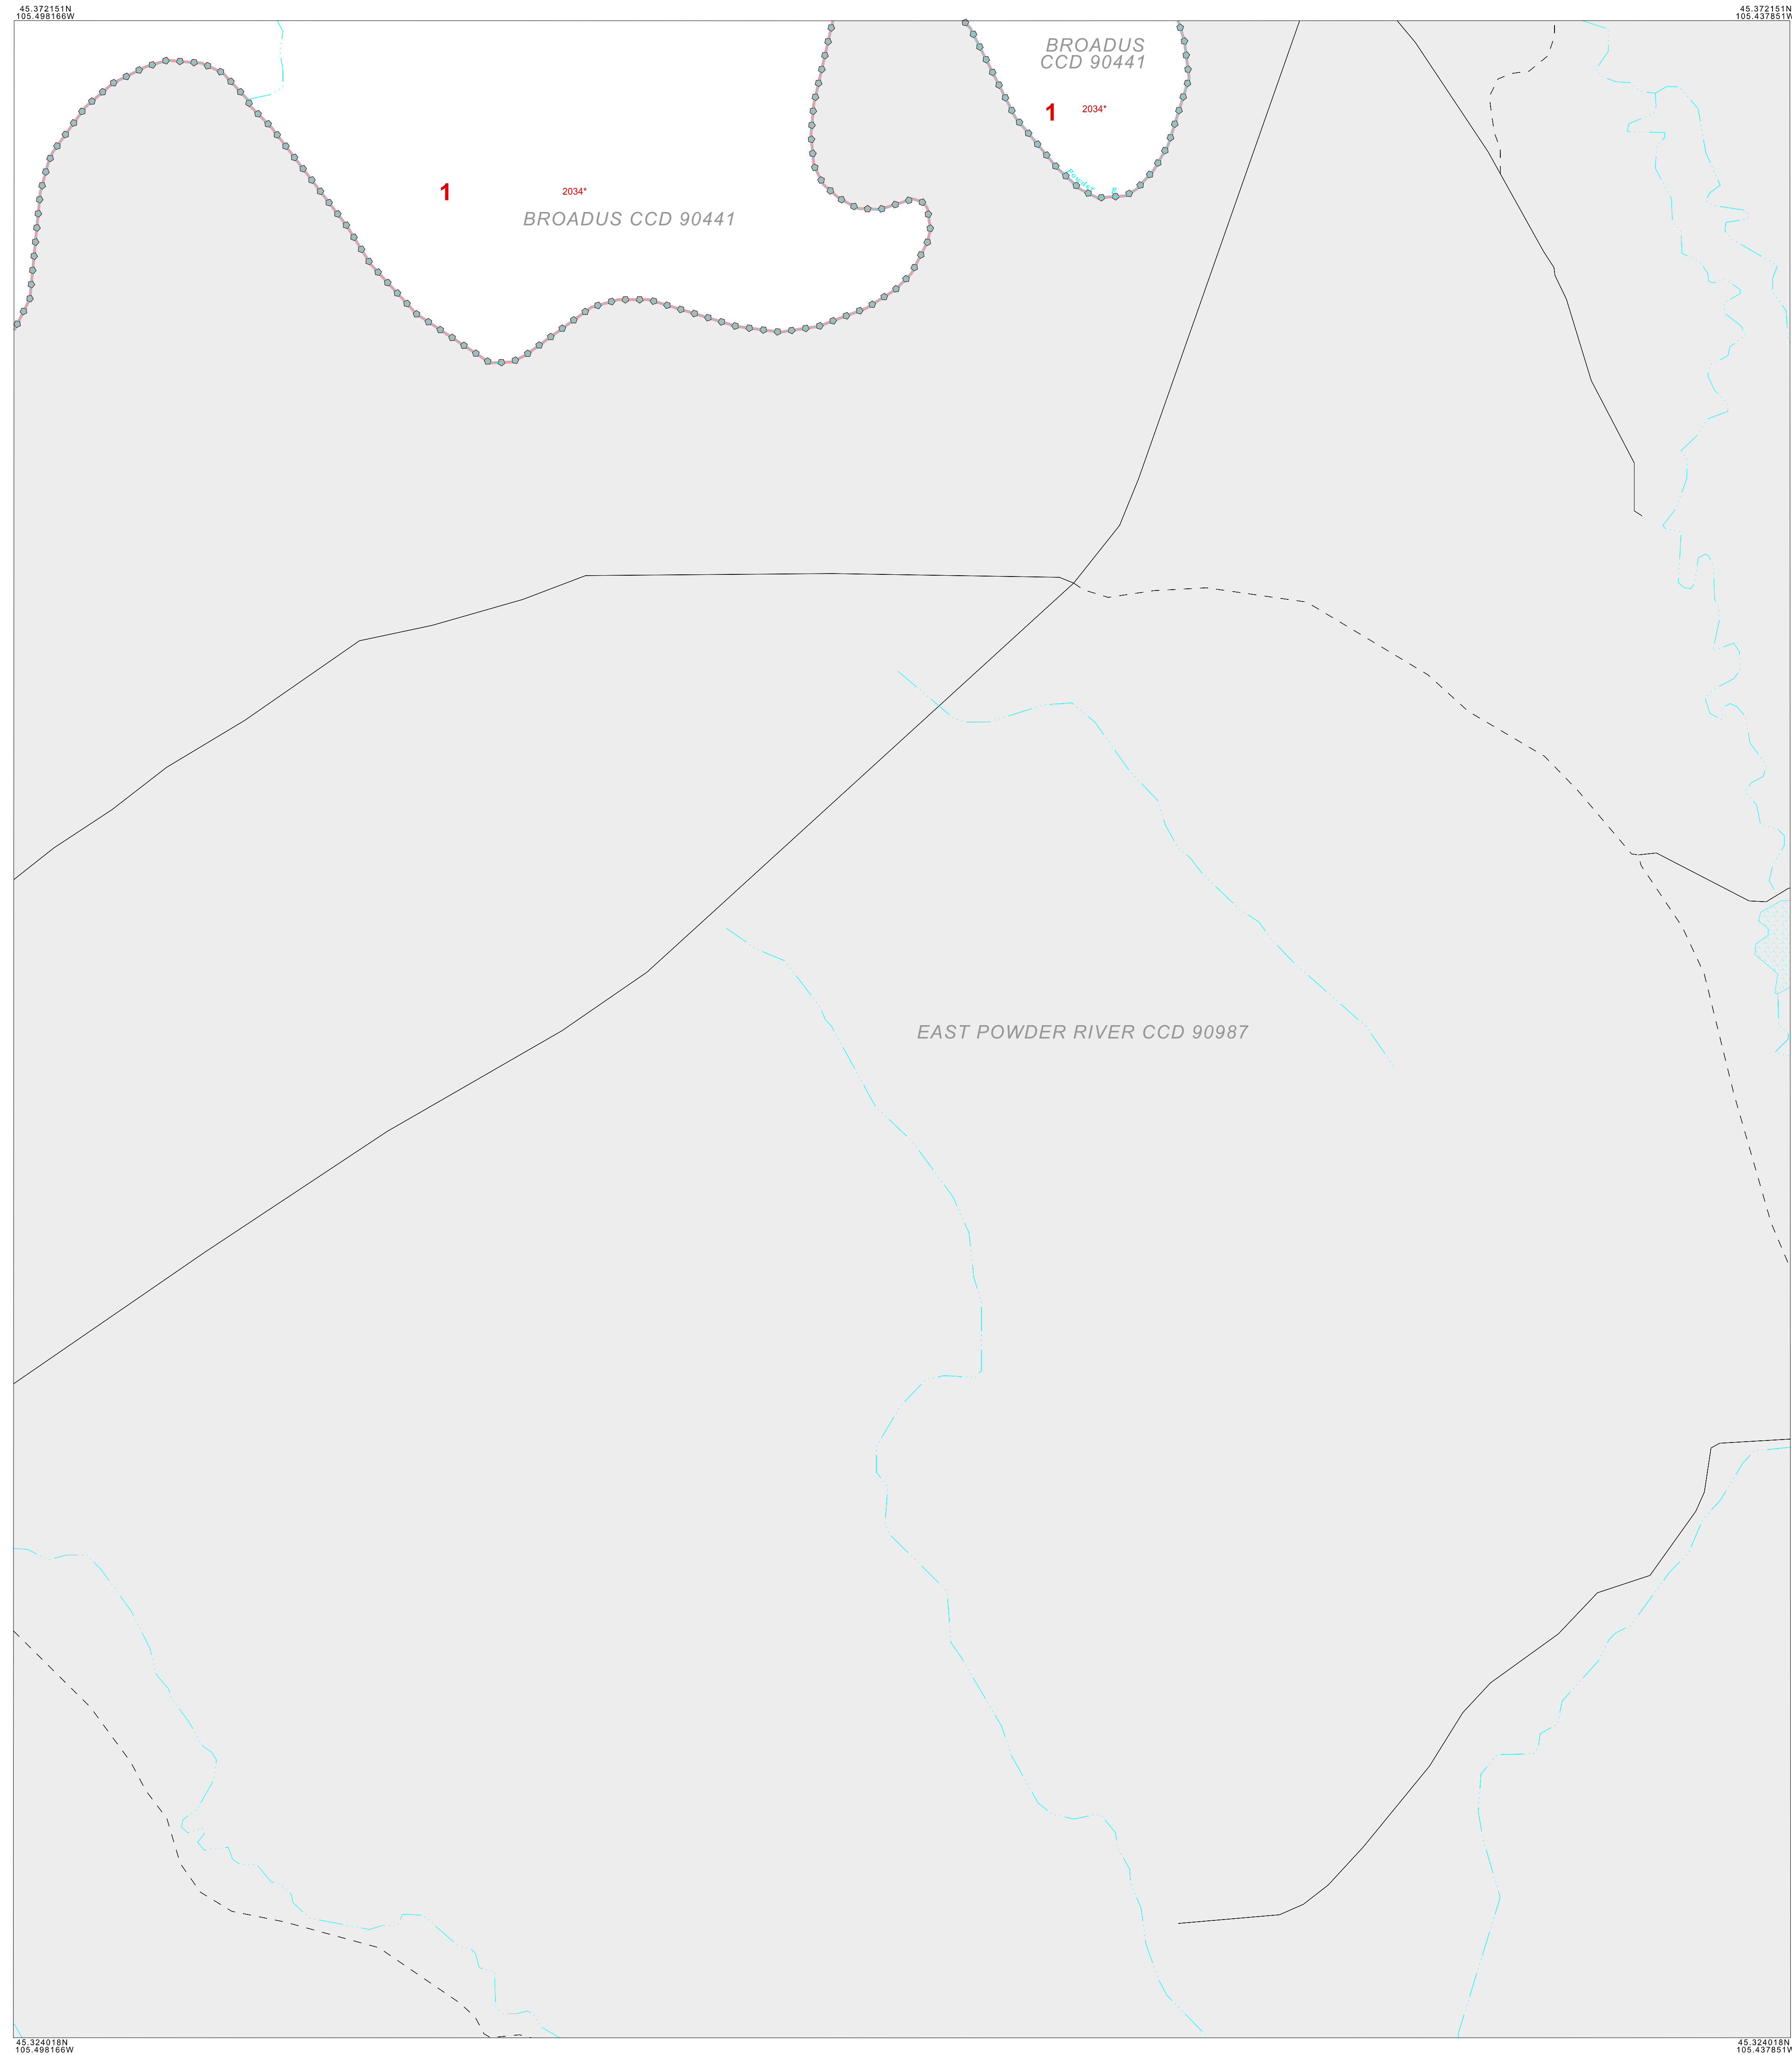 45.372151N
105.498166W
45.372151N
105.437851W
BROADUS
CCD 90441
1 2034*
1 2034*
BROADUS CCD 90441
Powder R
EAST POWDER RIVER CCD 90987
45.324018N
105.498166W
45.324018N
105.437851W